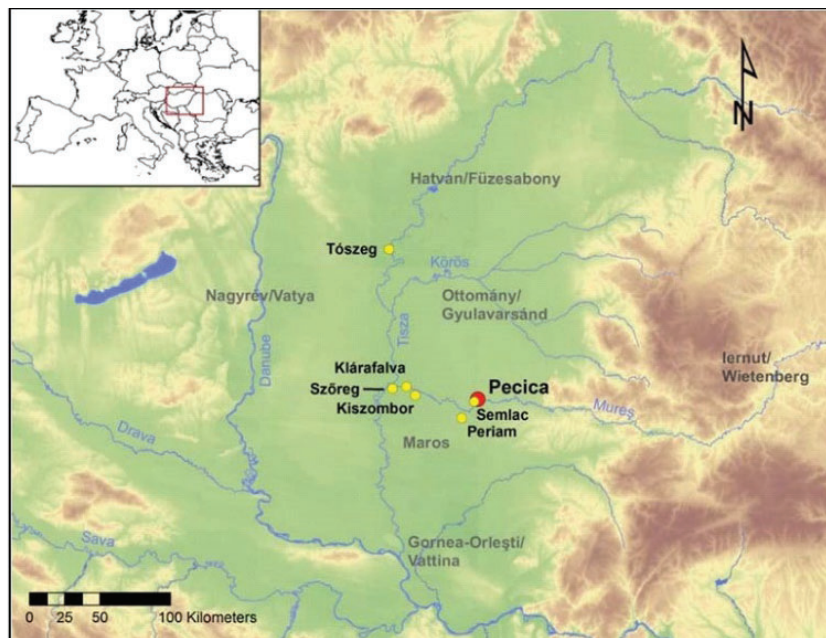 N
Hatvan/Füzesabony
Tószeg
Körös
Nagyrév/Vatya
Ottomány/
Gyulavarsánd
Tisza
Danube
Klárafalva
Iernut/
Wietenberg
Szõreg
Pecica
Kiszombor
Semlac
Mureş
Periam
Drava
Maros
Sava
Gornea-Orleşti/
Vattina
0 25 50 100 Kilometers